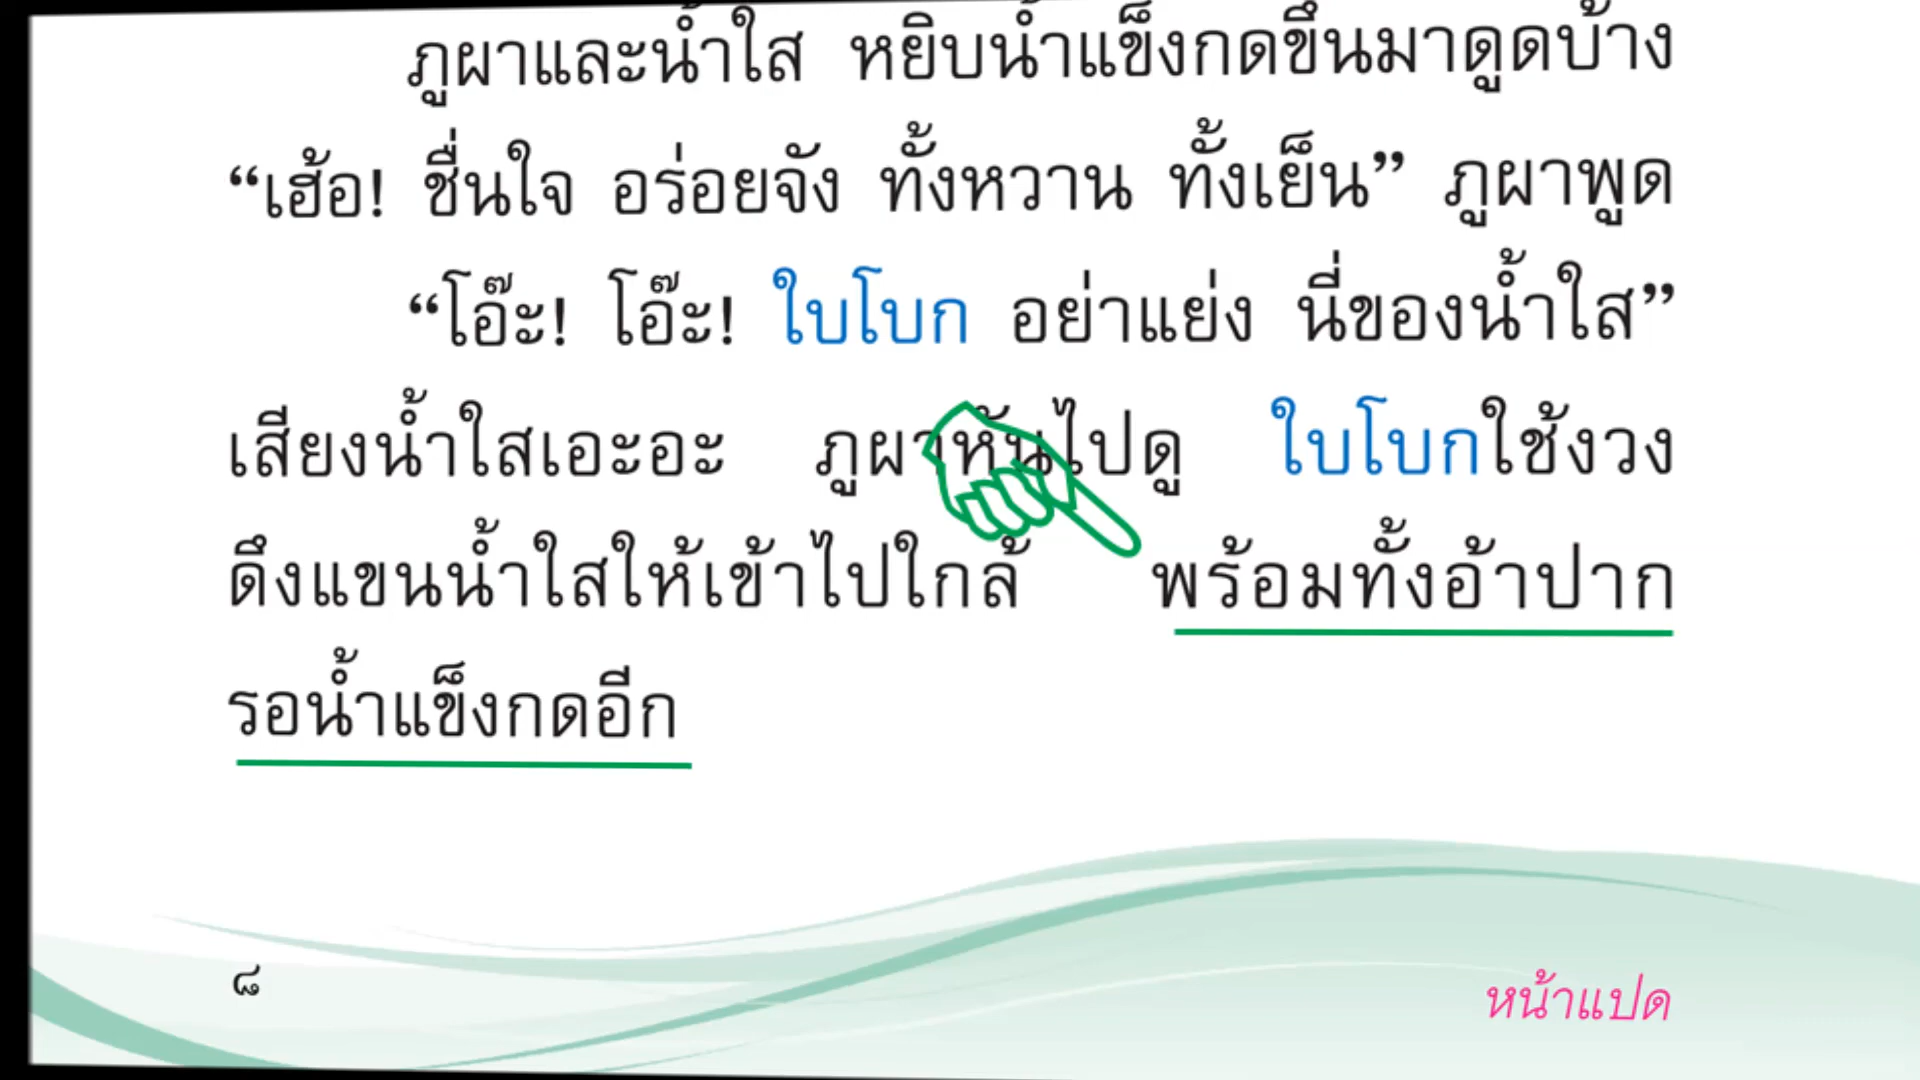 ภูผาและน้ำใส หยิบน้ำแข็งกดขึ้นมาดูดบ้าง
“เฮ้อ! ชื่นใจ อร่อยจัง ทั้งหวาน ทั้งเย็น” ภูผาพูด
“โอ๊ะ! โอ๊ะ! ใบโบก อย่าแย่ง นี่ของน้ำใส”
เสียงน้ำใสเอะอะ ภูผาหันไปดู ใบโบกใช้งวง
ดึงแขนน้ำใสให้เข้าไปใกล้ พร้อมทั้งอ้าปาก
รอน้ำแข็งกดอีก
๘
หน้าแปด